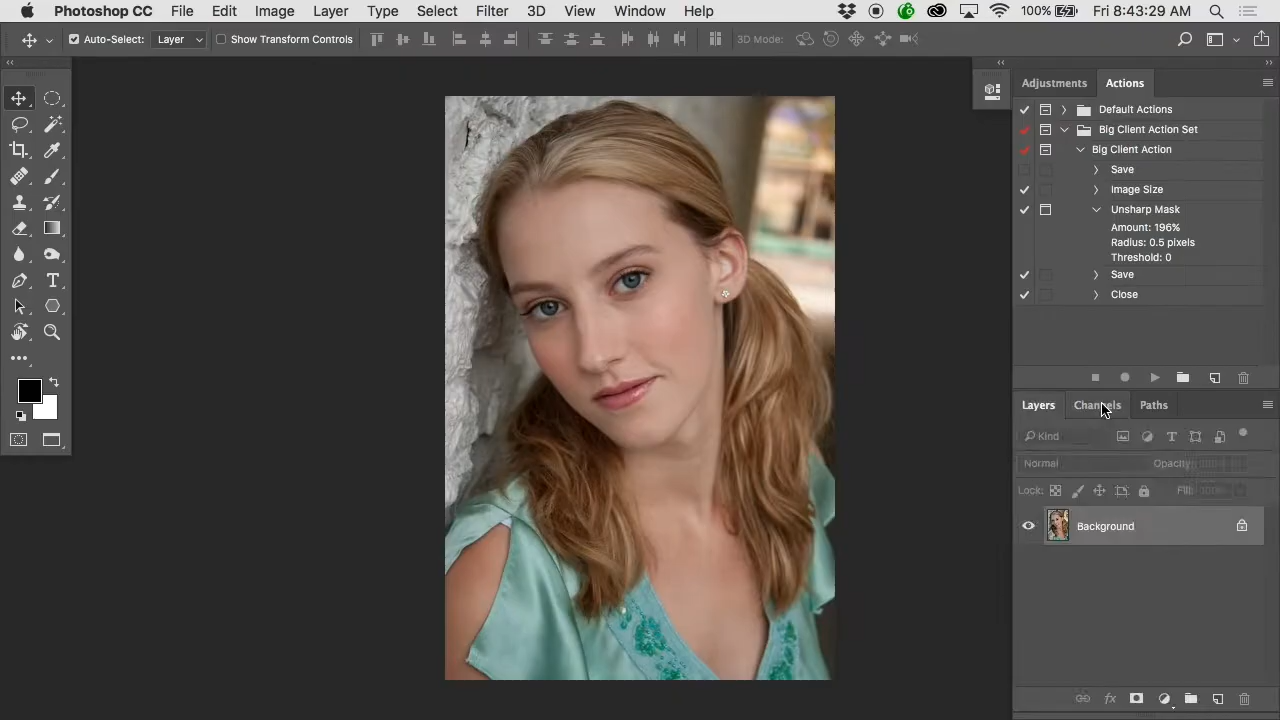 Photoshop CC File Edit Image Layer Type Select Filter 3D View Window Help 100% Fri 8:43:29 AM
Auto-Select: Layer Show Transform Controls 3D Mode:
Adjustments Actions
Default Actions
Big Client Action Set
Big Client Action
Save
Image Size
Unsharp Mask
Amount: 196%
Radius: 0.5 pixels
Threshold: 0
Save
Close
Layers Channels Paths
Kind
Normal Opacity: 100%
Lock: Fill: 100%
Background